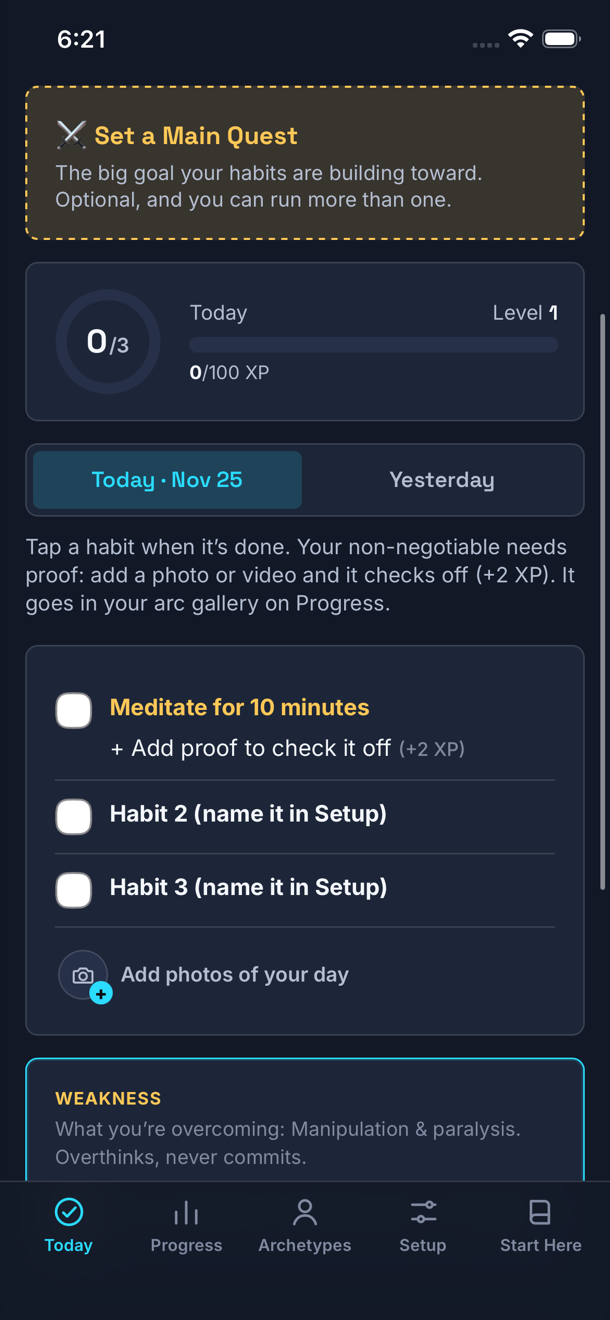 6:21
Set a Main Quest
The big goal your habits are building toward.
Optional, and you can run more than one.
0/3
Today
Level 1
0/100 XP
Today · Nov 25
Yesterday
Tap a habit when it’s done. Your non-negotiable needs
proof: add a photo or video and it checks off (+2 XP). It
goes in your arc gallery on Progress.
Meditate for 10 minutes
+ Add proof to check it off (+2 XP)
Habit 2 (name it in Setup)
Habit 3 (name it in Setup)
Add photos of your day
WEAKNESS
What you’re overcoming: Manipulation & paralysis.
Overthinks, never commits.
Today
Progress
Archetypes
Setup
Start Here